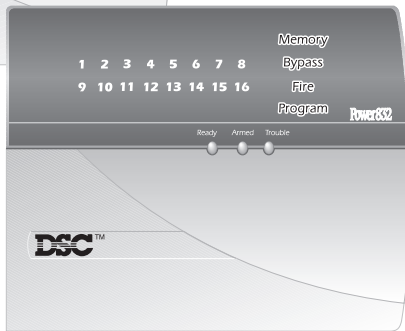 Memory
1 2 3 4 5 6 7 8 Bypass
9 10 11 12 13 14 15 16 Fire
Program
Power832
Ready Armed Trouble
DSC™